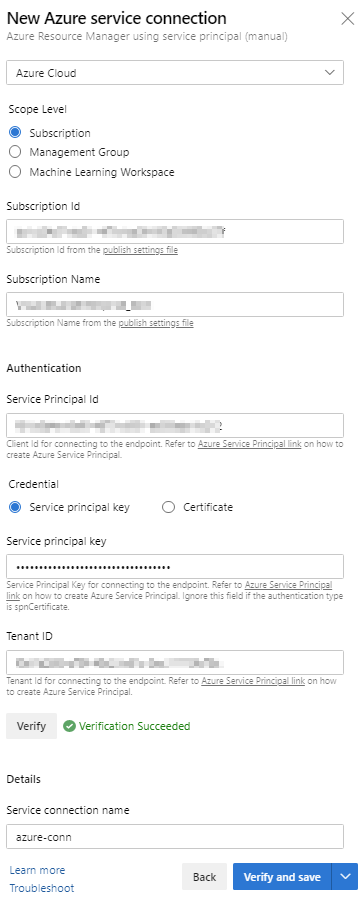 New Azure service connection
Azure Resource Manager using service principal (manual)
Azure Cloud
Scope Level
Subscription
Management Group
Machine Learning Workspace
Subscription Id
Subscription Id from the publish settings file
Subscription Name
Subscription Name from the publish settings file
Authentication
Service Principal Id
Client Id for connecting to the endpoint. Refer to Azure Service Principal link on how to
create Azure Service Principal.
Credential
Service principal key
Certificate
Service principal key
••••••••••••••••••••••••••••••••••
Service Principal Key for connecting to the endpoint. Refer to Azure Service Principal
link on how to create Azure Service Principal. Ignore this field if the authentication type
is spnCertificate.
Tenant ID
Tenant Id for connecting to the endpoint. Refer to Azure Service Principal link on how
to create Azure Service Principal.
Verify
Verification Succeeded
Details
Service connection name
azure-conn
Learn more
Troubleshoot
Back
Verify and save